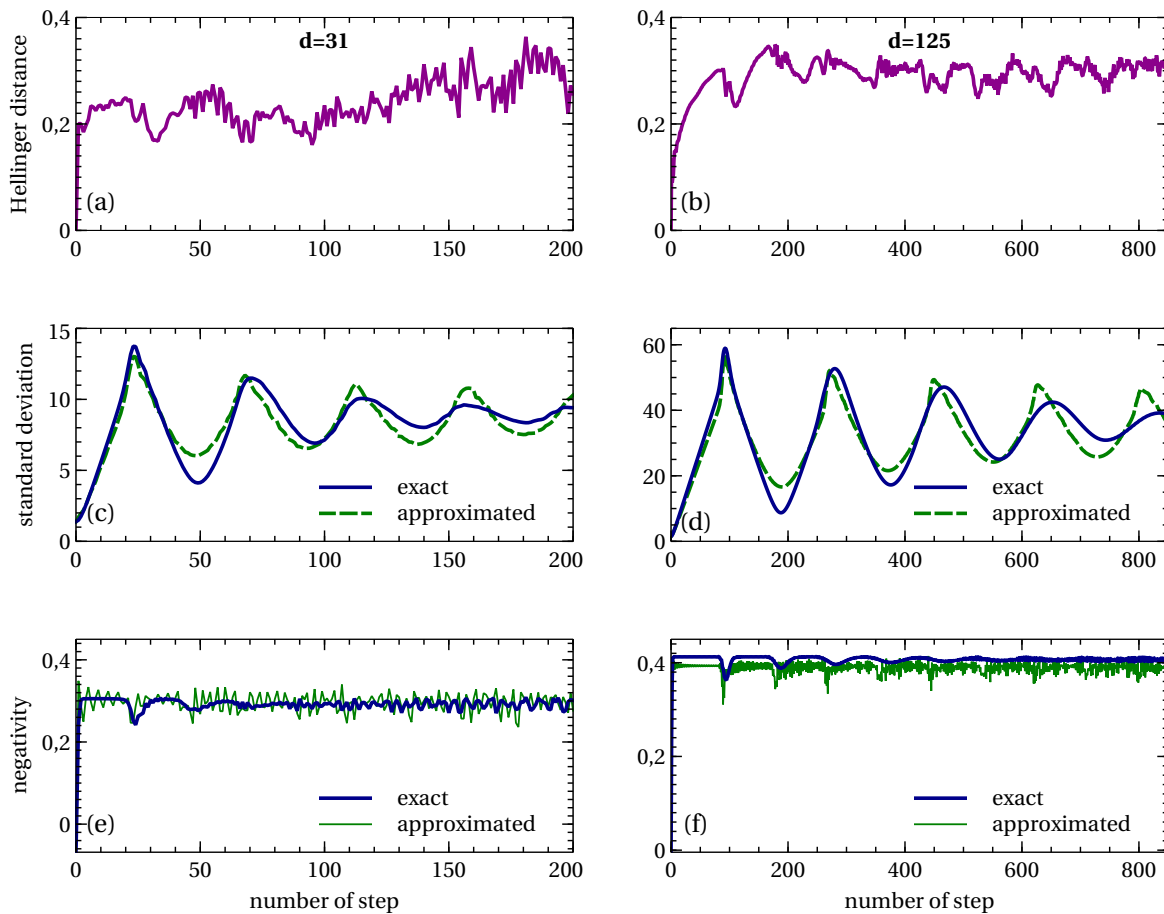 Hellinger distance
0,4
0,2
0
d=31
(a)
0 50 100 150 200
0,4
0,2
0
d=125
(b)
0 200 400 600 800
standard deviation
15
10
5
0
exact
approximated
(c)
0 50 100 150 200
60
40
20
0
exact
approximated
(d)
0 200 400 600 800
negativity
0,4
0,2
0
exact
approximated
(e)
0 50 100 150 200
number of step
0,4
0,2
0
exact
approximated
(f)
0 200 400 600 800
number of step